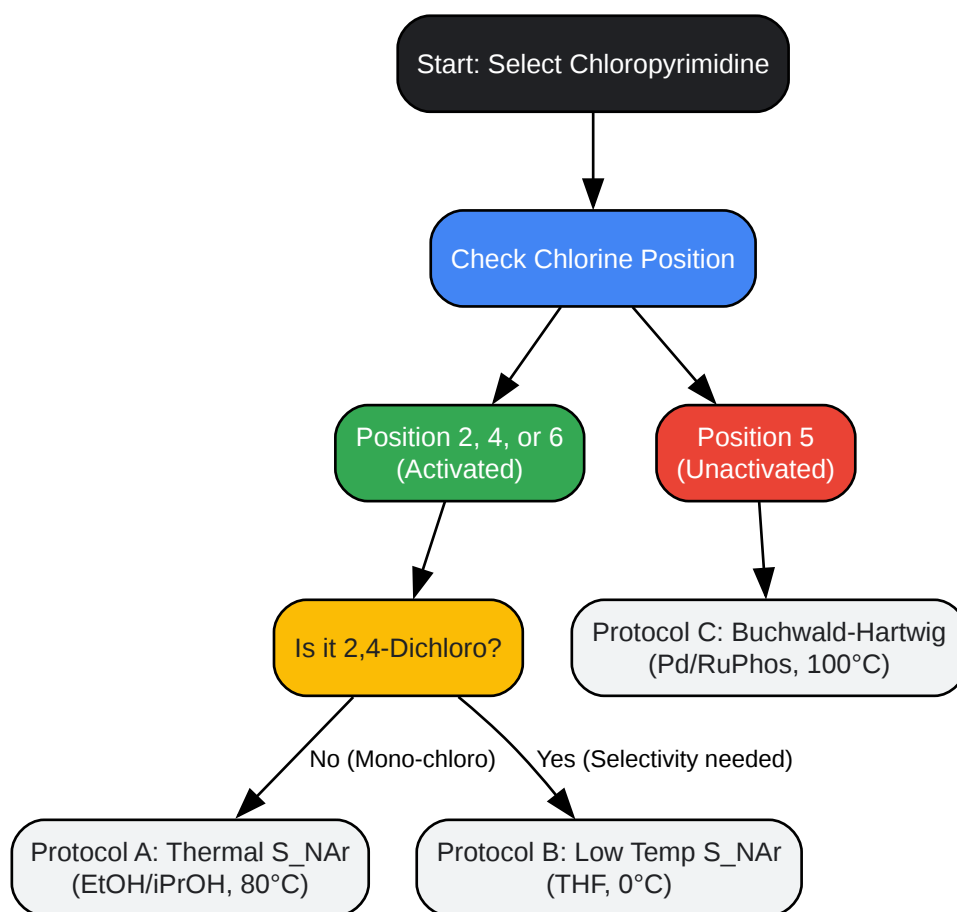 Start: Select Chloropyrimidine
Check Chlorine Position
Position 2, 4, or 6
(Activated)
Position 5
(Unactivated)
Is it 2,4-Dichloro?
Protocol C: Buchwald-Hartwig
(Pd/RuPhos, 100°C)
No (Mono-chloro)
Yes (Selectivity needed)
Protocol A: Thermal S_NAr
(EtOH/iPrOH, 80°C)
Protocol B: Low Temp S_NAr
(THF, 0°C)